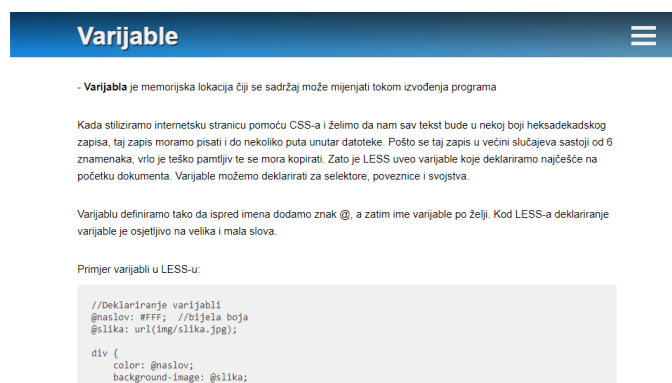 Varijable
- Varijabla je memorijska lokacija čiji se sadržaj može mijenjati tokom izvođenja programa
Kada stiliziramo internetsku stranicu pomoću CSS-a i želimo da nam sav tekst bude u nekoj boji heksadekadskog
zapisa, taj zapis moramo pisati i do nekoliko puta unutar datoteke. Pošto se taj zapis u većini slučajeva sastoji od 6
znamenaka, vrlo je teško pamtljiv te se mora kopirati. Zato je LESS uveo varijable koje deklariramo najčešće na
početku dokumenta. Varijable možemo deklarirati za selektore, poveznice i svojstva.
Varijablu definiramo tako da ispred imena dodamo znak @, a zatim ime varijable po želji. Kod LESS-a deklariranje
varijable je osjetljivo na velika i mala slova.
Primjer varijabli u LESS-u:
//Deklariranje varijabli
@naslov: #FFF;  //bijela boja
@slika: url(img/slika.jpg);
div {
    color: @naslov;
    background-image: @slika;